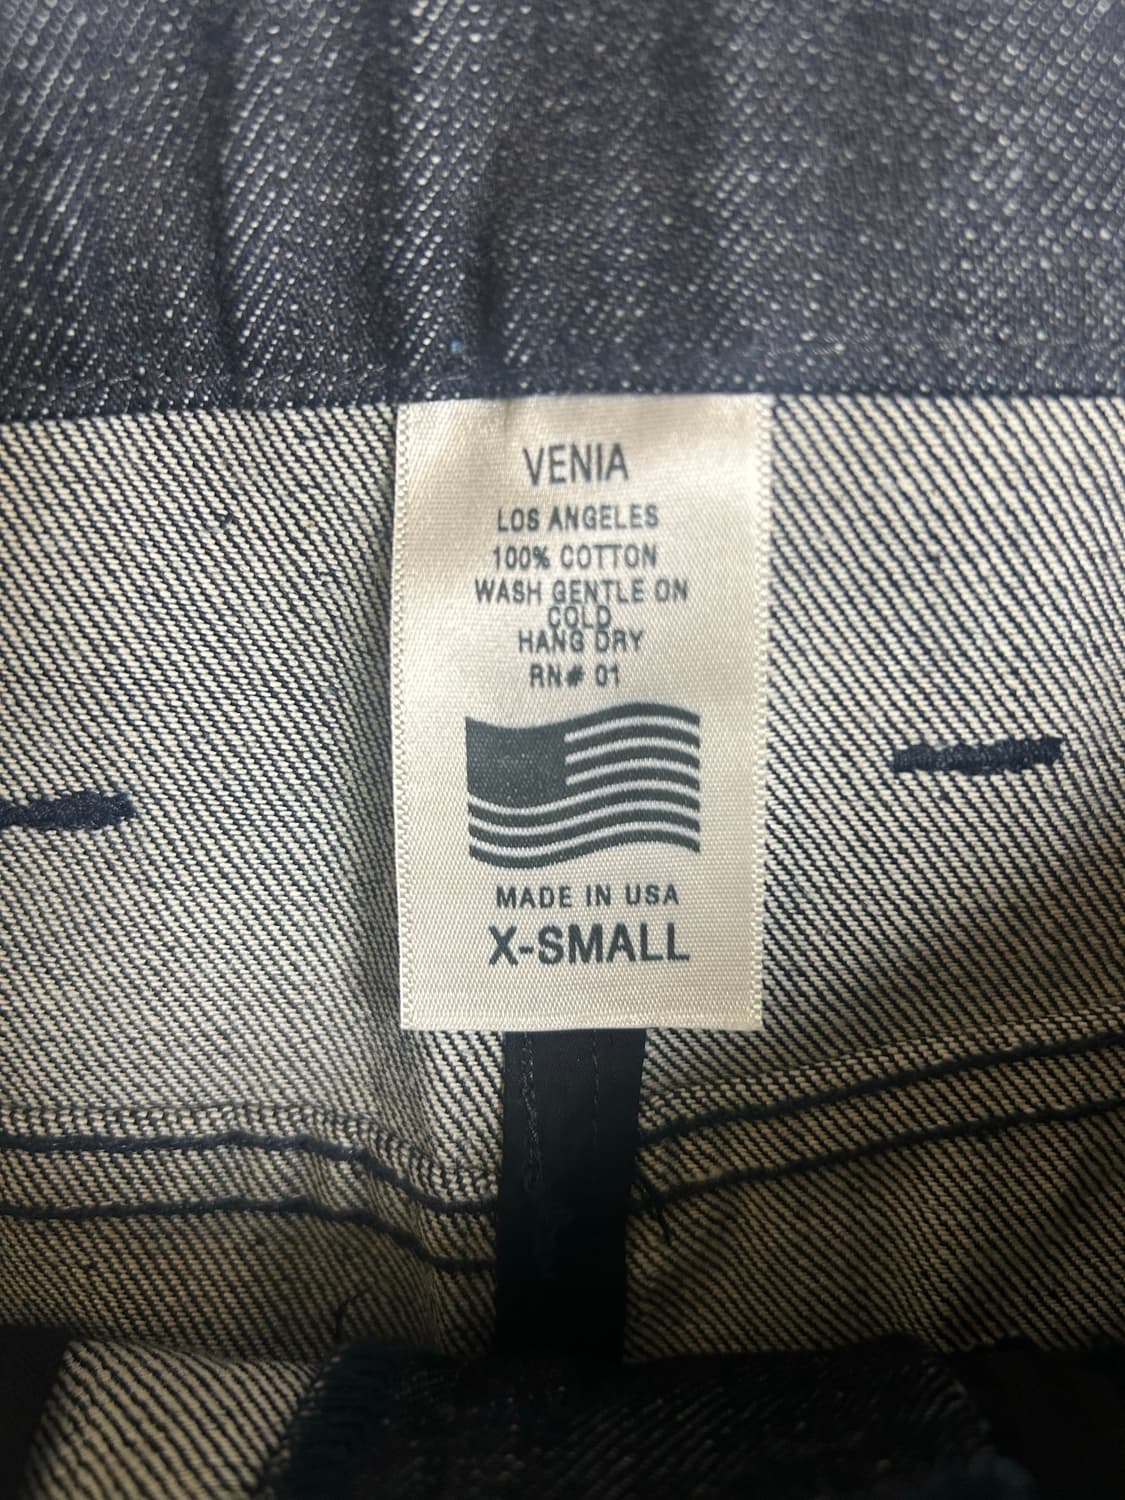 VENIA
LOS ANGELES
100% COTTON
WASH GENTLE ON
COLD
HANG DRY
RN# 01
MADE IN USA
X-SMALL